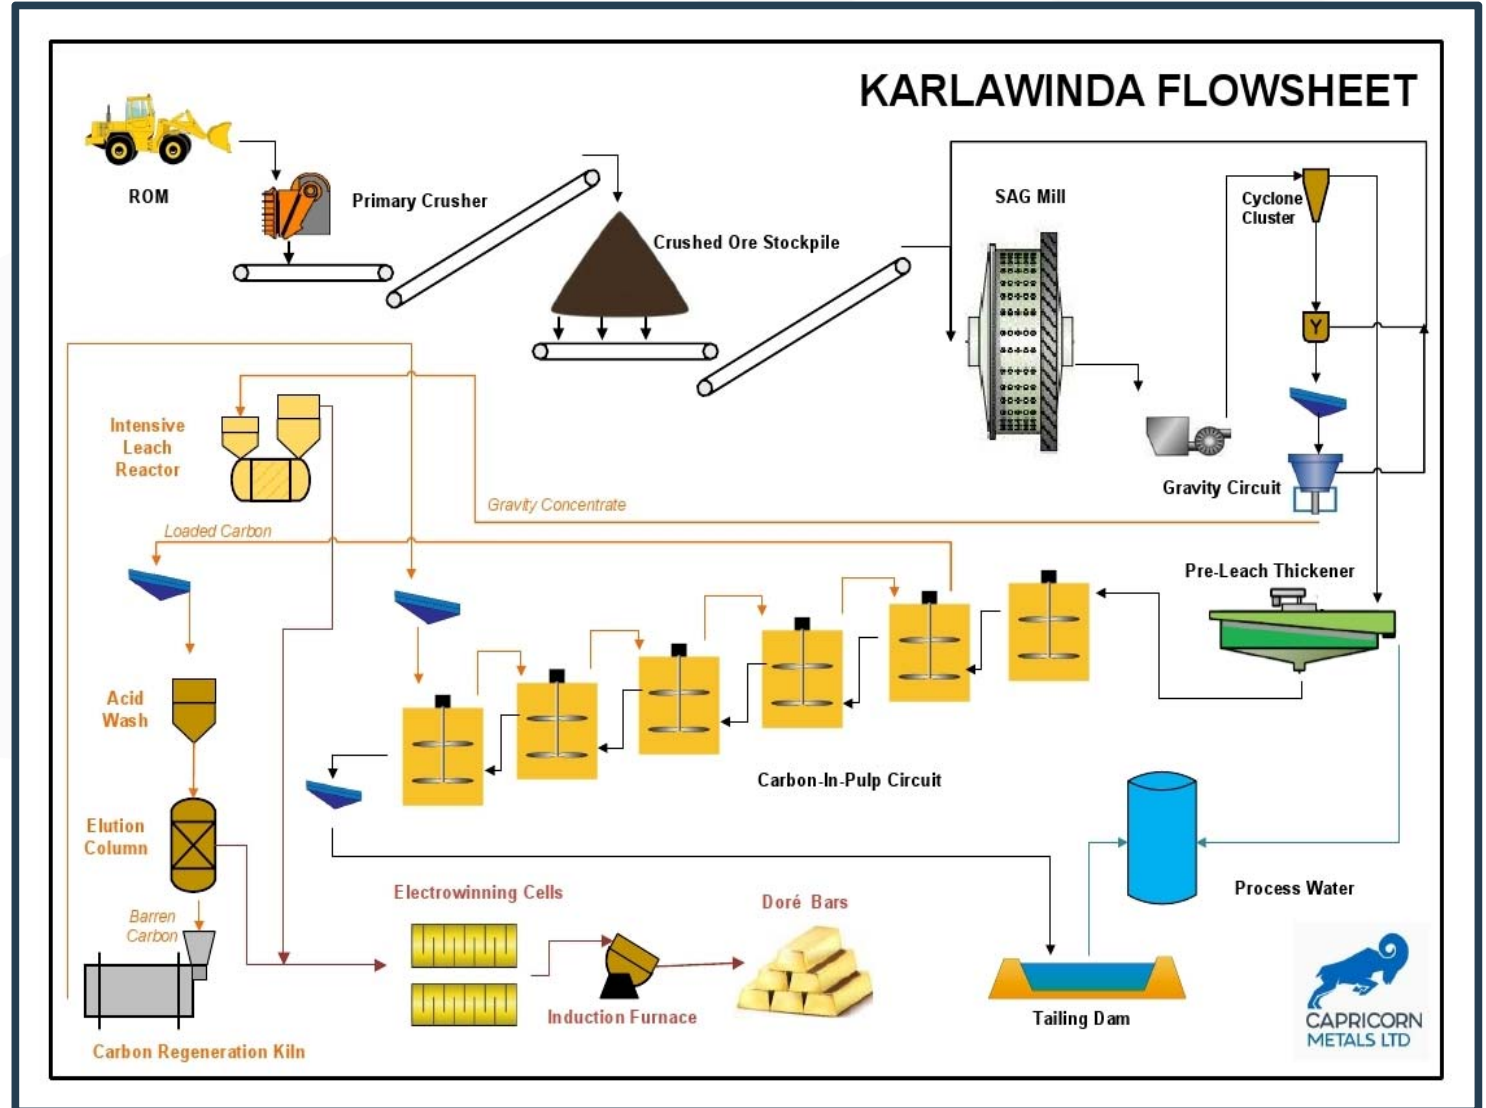 KARLAWINDA FLOWSHEET
ROM
Primary Crusher
Crushed Ore Stockpile
SAG Mill
Cyclone
Cluster
Y
Intensive
Leach
Reactor
Gravity Circuit
Gravity Concentrate
Loaded Carbon
Pre-Leach Thickener
Acid
Wash
Carbon-In-Pulp Circuit
Elution
Column
Process Water
Electrowinning Cells
Doré Bars
Barren
Carbon
Induction Furnace
Tailing Dam
Carbon Regeneration Kiln
CAPRICORN
METALS LTD